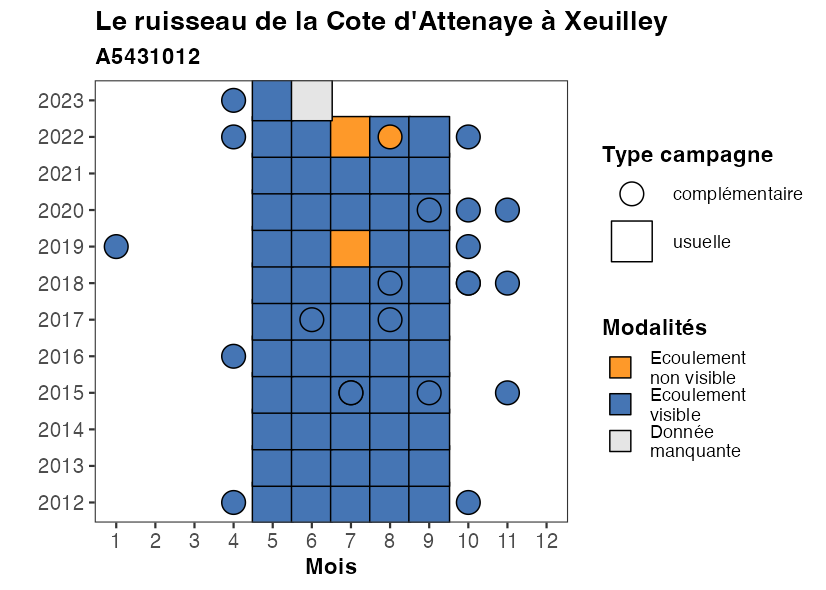 Le ruisseau de la Cote d'Attenaye à Xeuilley
A5431012
2023
2022
2021
2020
2019
2018
2017
2016
2015
2014
2013
2012
1 2 3 4 5 6 7 8 9 10 11 12
Mois
Type campagne
complémentaire
usuelle
Modalités
Ecoulement
non visible
Ecoulement
visible
Donnée
manquante